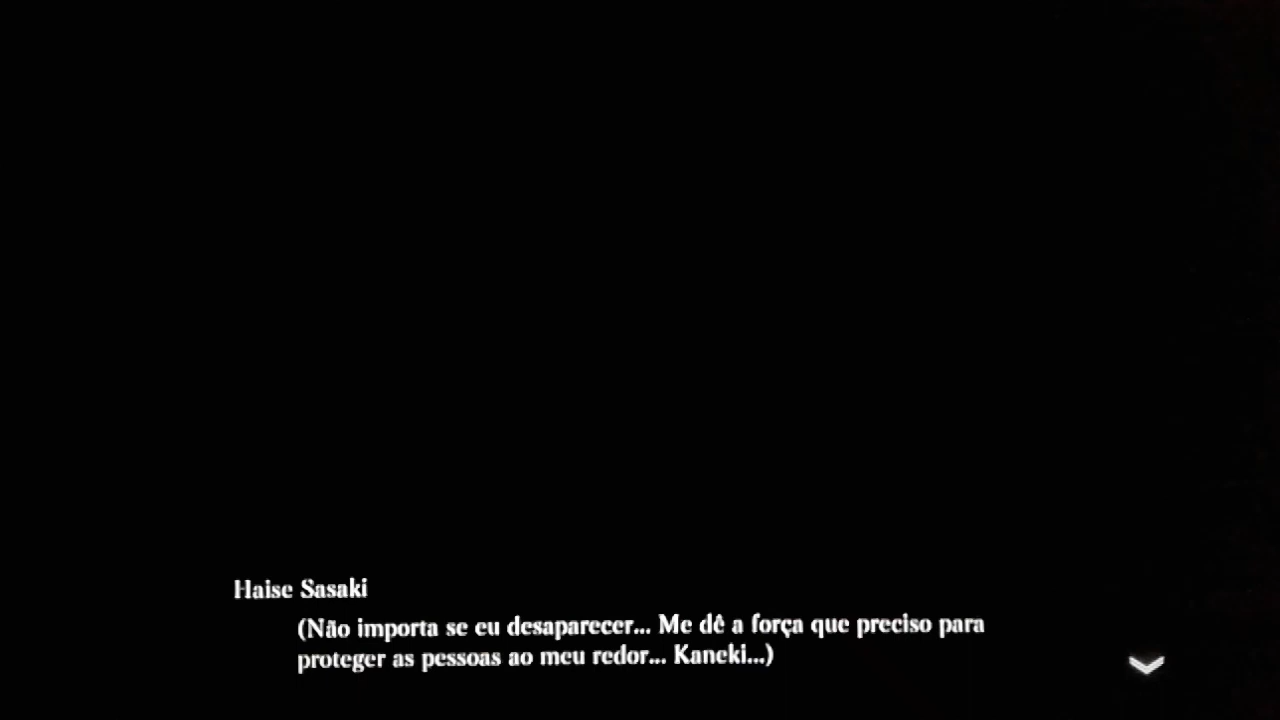 Haise Sasaki
(Não importa se eu desaparecer... Me dê a força que preciso para
proteger as pessoas ao meu redor... Kaneki...)